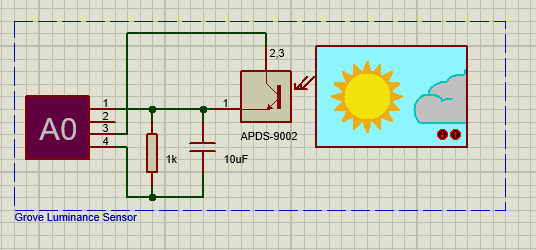 2,3
A0
1
2
3
4
1
APDS-9002
1k
10uF
Grove Luminance Sensor